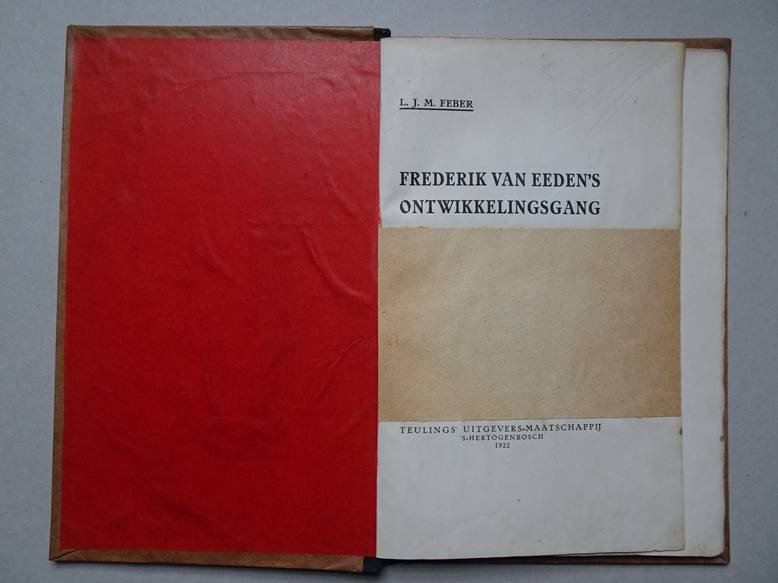 L. J. M. FEBER
FREDERIK VAN EEDEN'S
ONTWIKKELINGSGANG
TEULINGS' UITGEVERS-MAATSCHAPPIJ
'S-HERTOGENBOSCH
1922